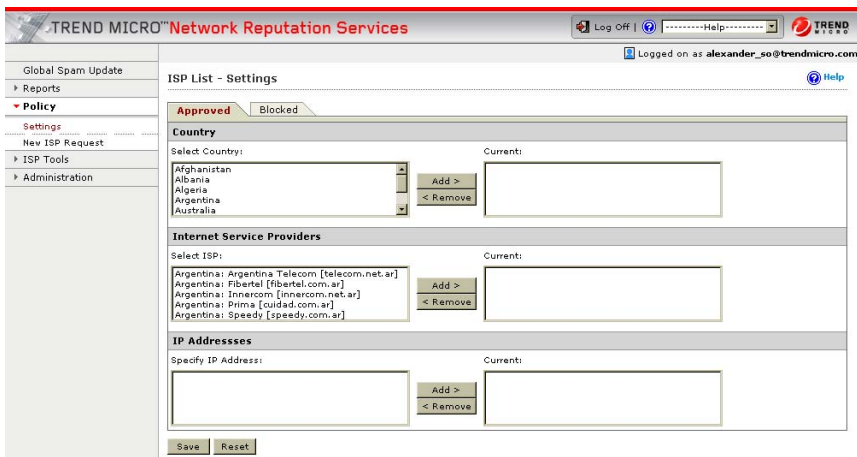 TREND MICRO™Network Reputation Services
Log Off | ? ---------Help----------
TREND MICRO
Logged on as alexander_so@trendmicro.com
Global Spam Update
Reports
Policy
Settings
New ISP Request
ISP Tools
Administration
ISP List - Settings
? Help
Approved Blocked
Country
Select Country: Current:
Afghanistan
Albania
Algeria
Argentina
Australia
Add >
< Remove
Internet Service Providers
Select ISP: Current:
Argentina: Argentina Telecom [telecom.net.ar]
Argentina: Fibertel [fibertel.com.ar]
Argentina: Innercom [innercom.net.ar]
Argentina: Prima [cuidad.com.ar]
Argentina: Speedy [speedy.com.ar]
Add >
< Remove
IP Addressses
Specify IP Address: Current:
Add >
< Remove
Save Reset